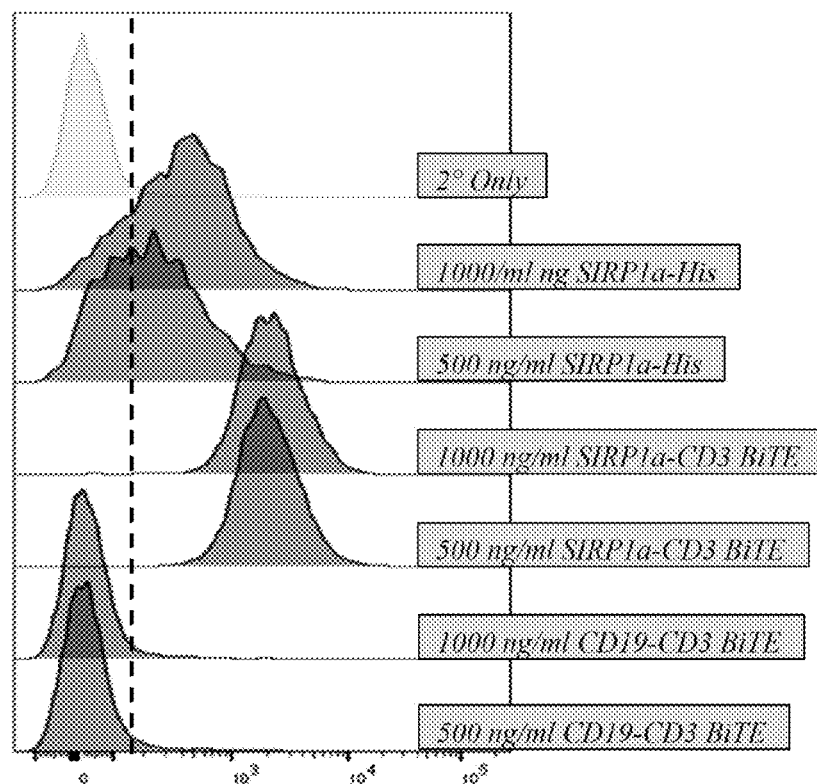 2° Only
1000/ml ng SIRP1a-His
500 ng/ml SIRP1a-His
1000 ng/ml SIRP1a-CD3 BiTE
500 ng/ml SIRP1a-CD3 BiTE
1000 ng/ml CD19-CD3 BiTE
500 ng/ml CD19-CD3 BiTE
0 10³ 10⁴ 10⁵